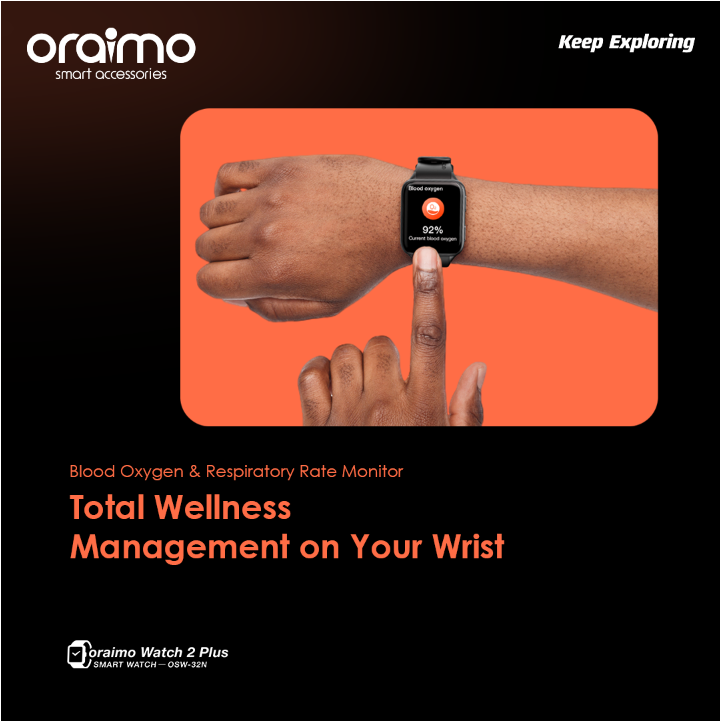 oraimo
smart accessories
Keep Exploring
Blood oxygen
92%
Current blood oxygen
Blood Oxygen & Respiratory Rate Monitor
Total Wellness
Management on Your Wrist
oraimo Watch 2 Plus
SMART WATCH — OSW-32N